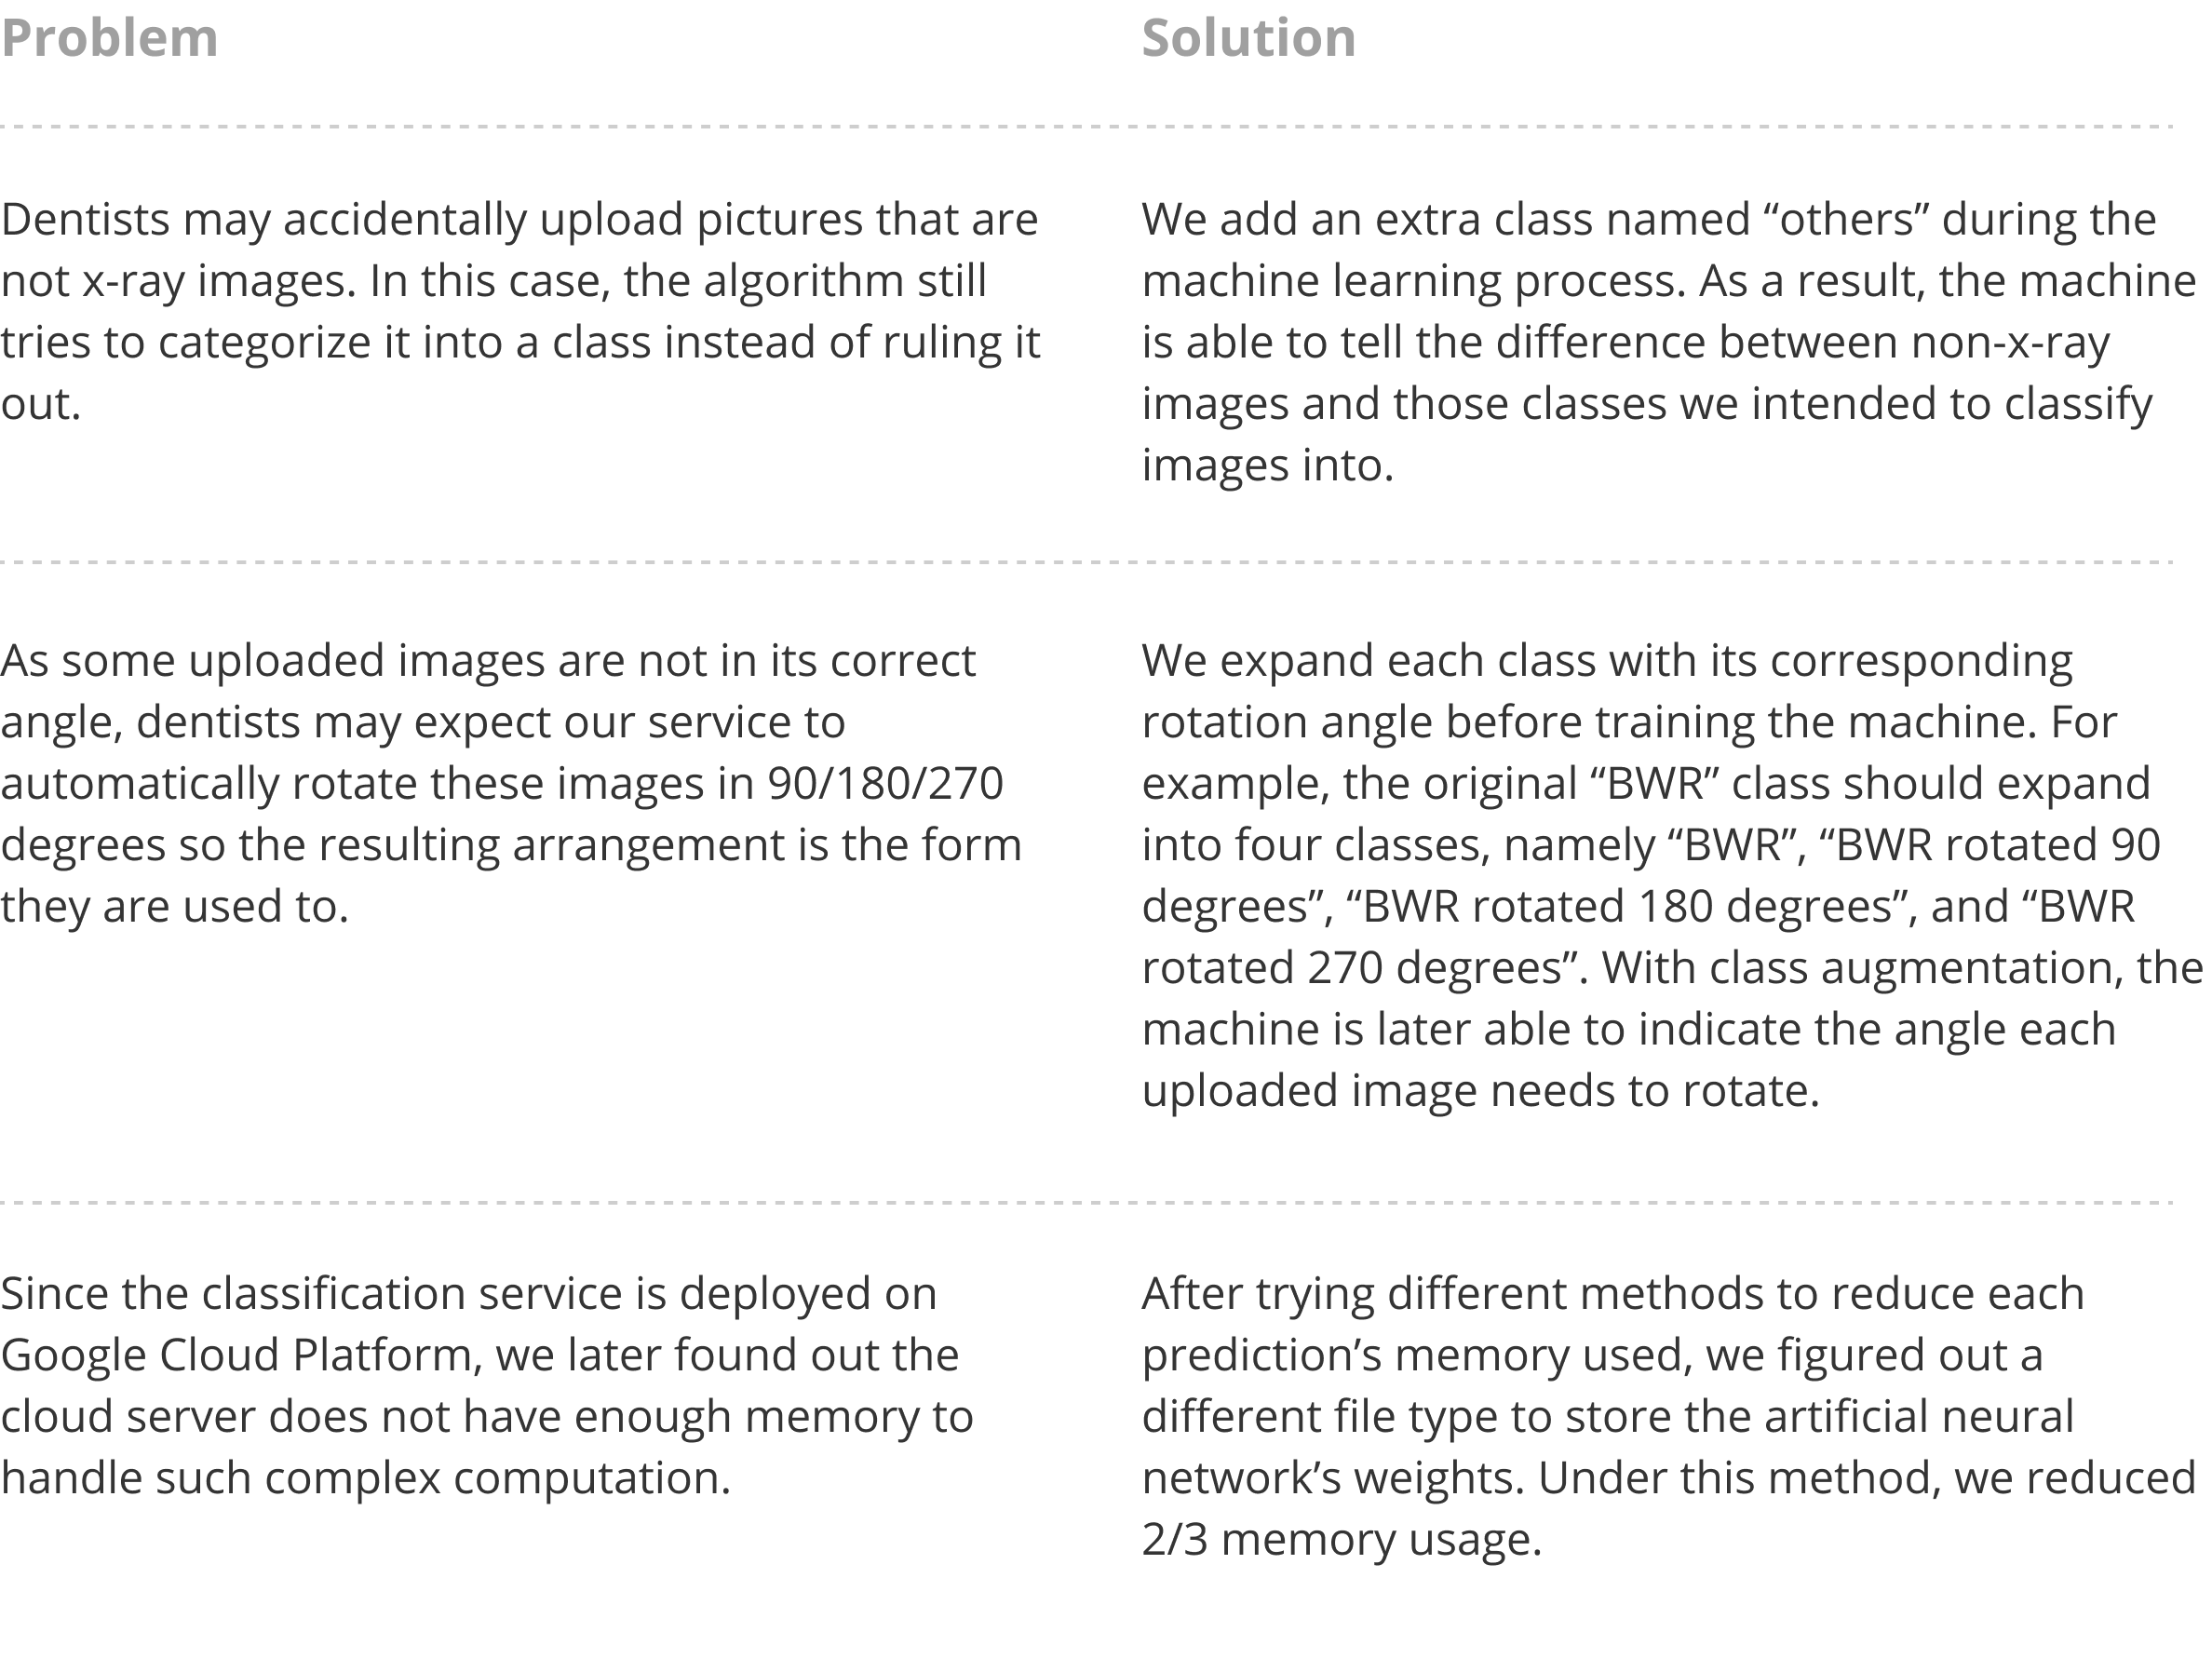 Problem
Solution
Dentists may accidentally upload pictures that are
not x-ray images. In this case, the algorithm still
tries to categorize it into a class instead of ruling it
out.
We add an extra class named “others” during the
machine learning process. As a result, the machine
is able to tell the difference between non-x-ray
images and those classes we intended to classify
images into.
As some uploaded images are not in its correct
angle, dentists may expect our service to
automatically rotate these images in 90/180/270
degrees so the resulting arrangement is the form
they are used to.
We expand each class with its corresponding
rotation angle before training the machine. For
example, the original “BWR” class should expand
into four classes, namely “BWR”, “BWR rotated 90
degrees”, “BWR rotated 180 degrees”, and “BWR
rotated 270 degrees”. With class augmentation, the
machine is later able to indicate the angle each
uploaded image needs to rotate.
Since the classification service is deployed on
Google Cloud Platform, we later found out the
cloud server does not have enough memory to
handle such complex computation.
After trying different methods to reduce each
prediction’s memory used, we figured out a
different file type to store the artificial neural
network’s weights. Under this method, we reduced
2/3 memory usage.